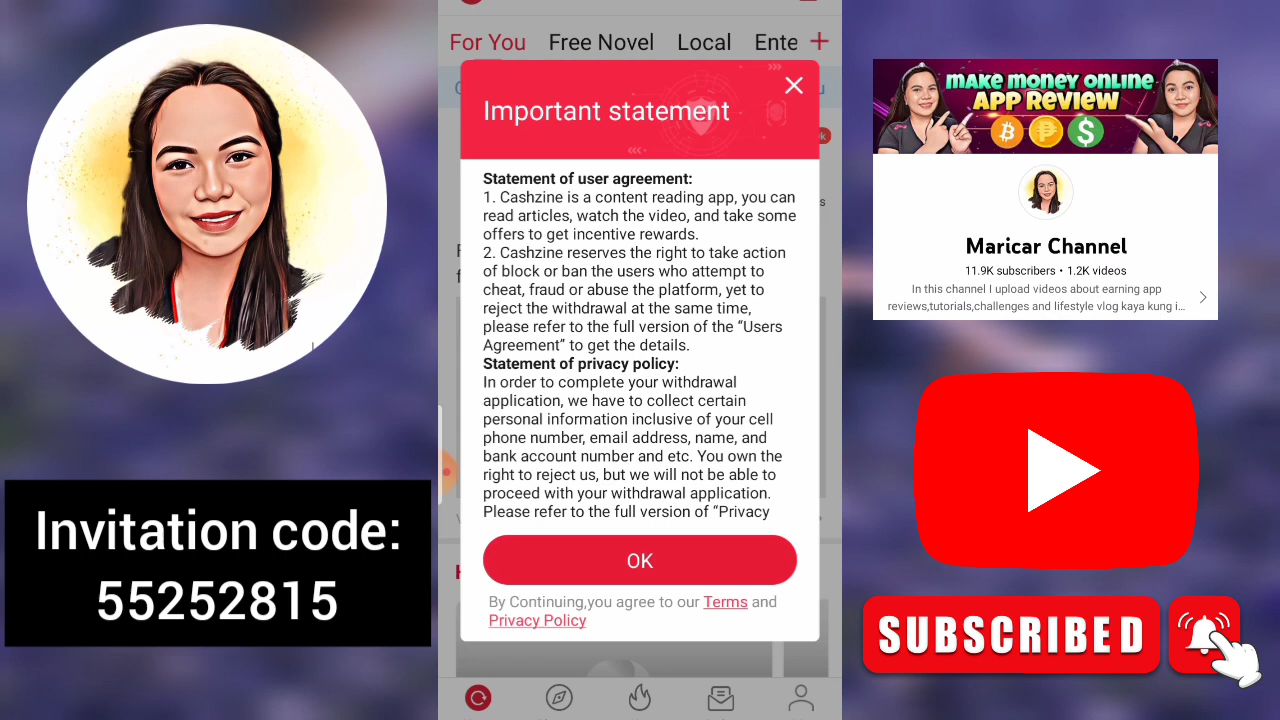 Invitation code:
55252815
For You Free Novel Local Ente +
Important statement
Statement of user agreement:
1. Cashzine is a content reading app, you can
read articles, watch the video, and take some
offers to get incentive rewards.
2. Cashzine reserves the right to take action
of block or ban the users who attempt to
cheat, fraud or abuse the platform, yet to
reject the withdrawal at the same time,
please refer to the full version of the “Users
Agreement” to get the details.
Statement of privacy policy:
In order to complete your withdrawal
application, we have to collect certain
personal information inclusive of your cell
phone number, email address, name, and
bank account number and etc. You own the
right to reject us, but we will not be able to
proceed with your withdrawal application.
Please refer to the full version of “Privacy
OK
By Continuing,you agree to our Terms and
Privacy Policy
MAKE MONEY ONLINE
APP REVIEW
Maricar Channel
11.9K subscribers • 1.2K videos
In this channel I upload videos about earning app
reviews,tutorials,challenges and lifestyle vlog kaya kung i...
SUBSCRIBED